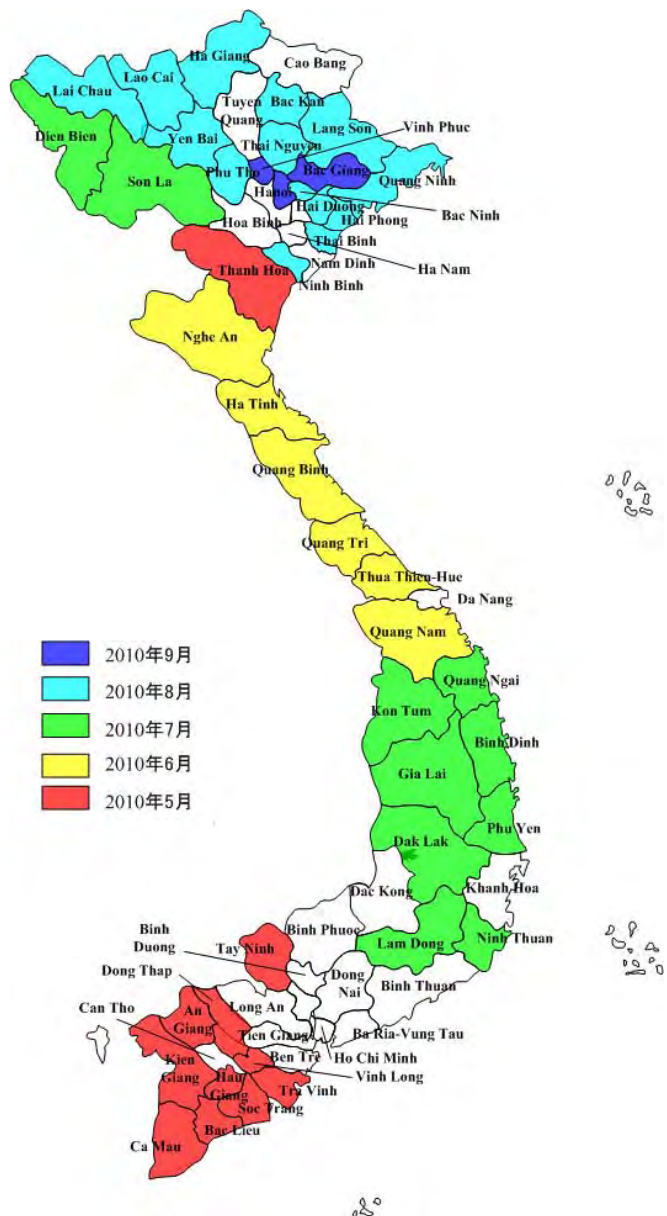 Ha Giang
Cao Bang
Lao Cai
Lai Chau
Tuyen
Quang
Bac Kan
Lang Son
Vinh Phuc
Dien Bien
Yen Bai
Thai Nguyen
Phu Tho
Bac Giang
Quang Ninh
Son La
Hanoi
Hai Duong
Bac Ninh
Hoa Binh
Hai Phong
Thai Binh
Thanh Hoa
Nam Dinh
Ha Nam
Ninh Binh
Nghe An
Ha Tinh
Quang Binh
Quang Tri
Thua Thien-Hue
Da Nang
Quang Nam
2010年9月
2010年8月
2010年7月
2010年6月
2010年5月
Quang Ngai
Kon Tum
Binh Dinh
Gia Lai
Phu Yen
Dak Lak
Dac Kong
Khanh Hoa
Binh
Duong
Tay Ninh
Binh Phuoc
Lam Dong
Ninh Thuan
Dong Thap
Dong
Nai
Binh Thuan
Can Tho
An
Giang
Long An
Tien Giang
Ba Ria-Vung Tau
Kien
Giang
Ben Tre
Ho Chi Minh
Vinh Long
Hau
Giang
Tra Vinh
Soc Trang
Bac Lieu
Ca Mau